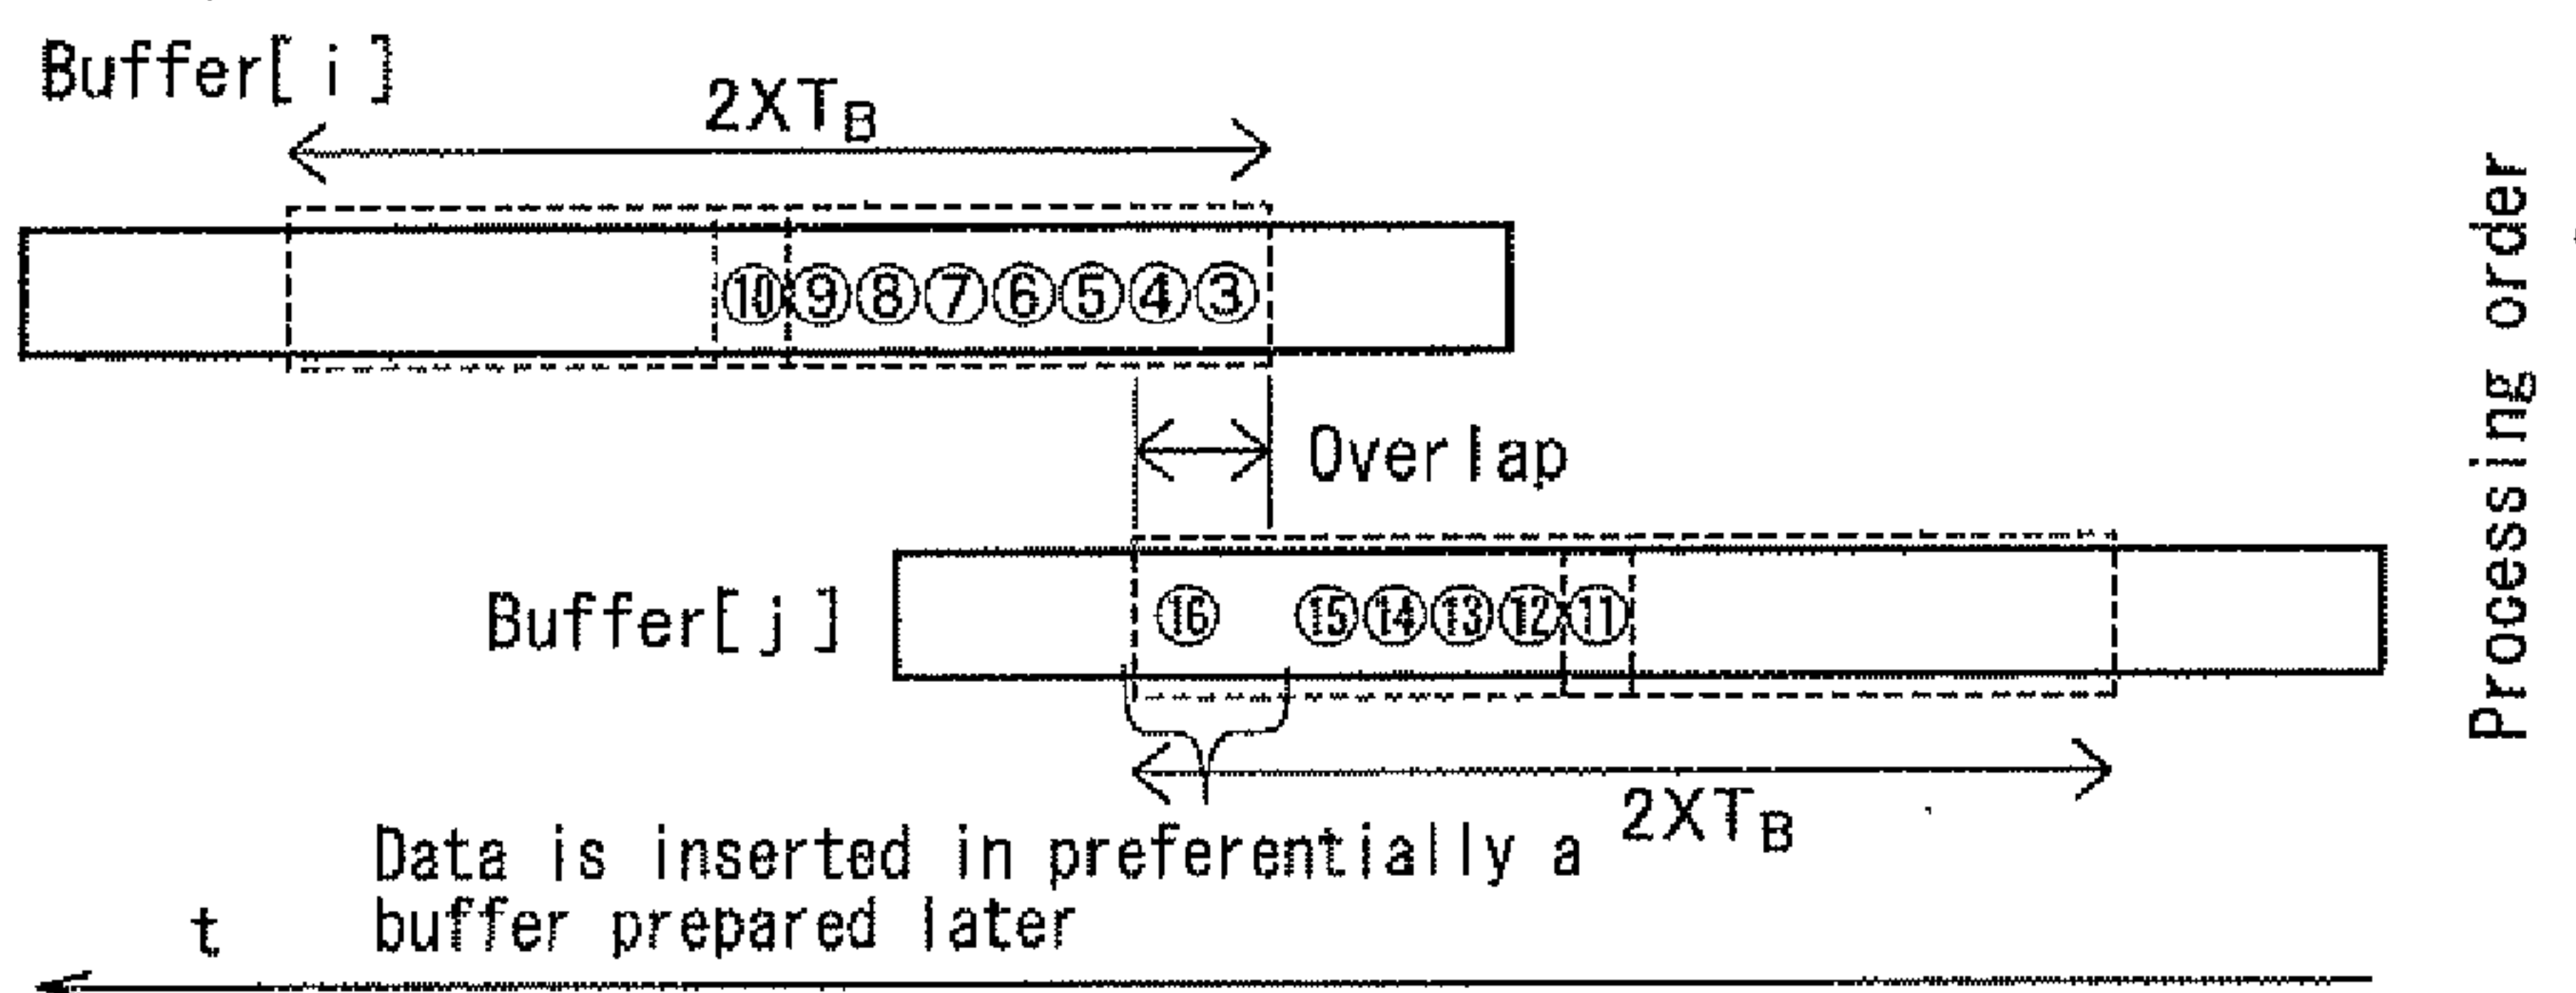 Buffer[ i ]
2XT_B
⑩⑨⑧⑦⑥⑤④③
Overlap
Buffer[ j ]
⑯ ⑮⑭⑬⑫⑪
2XT_B
Data is inserted in preferentially a
buffer prepared later
t
Processing order